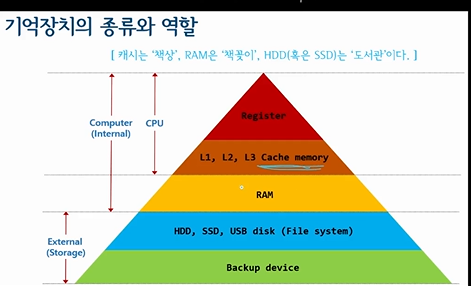 기억장치의 종류와 역할
[ 캐시는 '책상', RAM은 '책꽂이', HDD(혹은 SSD)는 '도서관'이다. ]
Computer
(Internal)
CPU
Register
L1, L2, L3 Cache memory
RAM
External
(Storage)
HDD, SSD, USB disk (File system)
Backup device